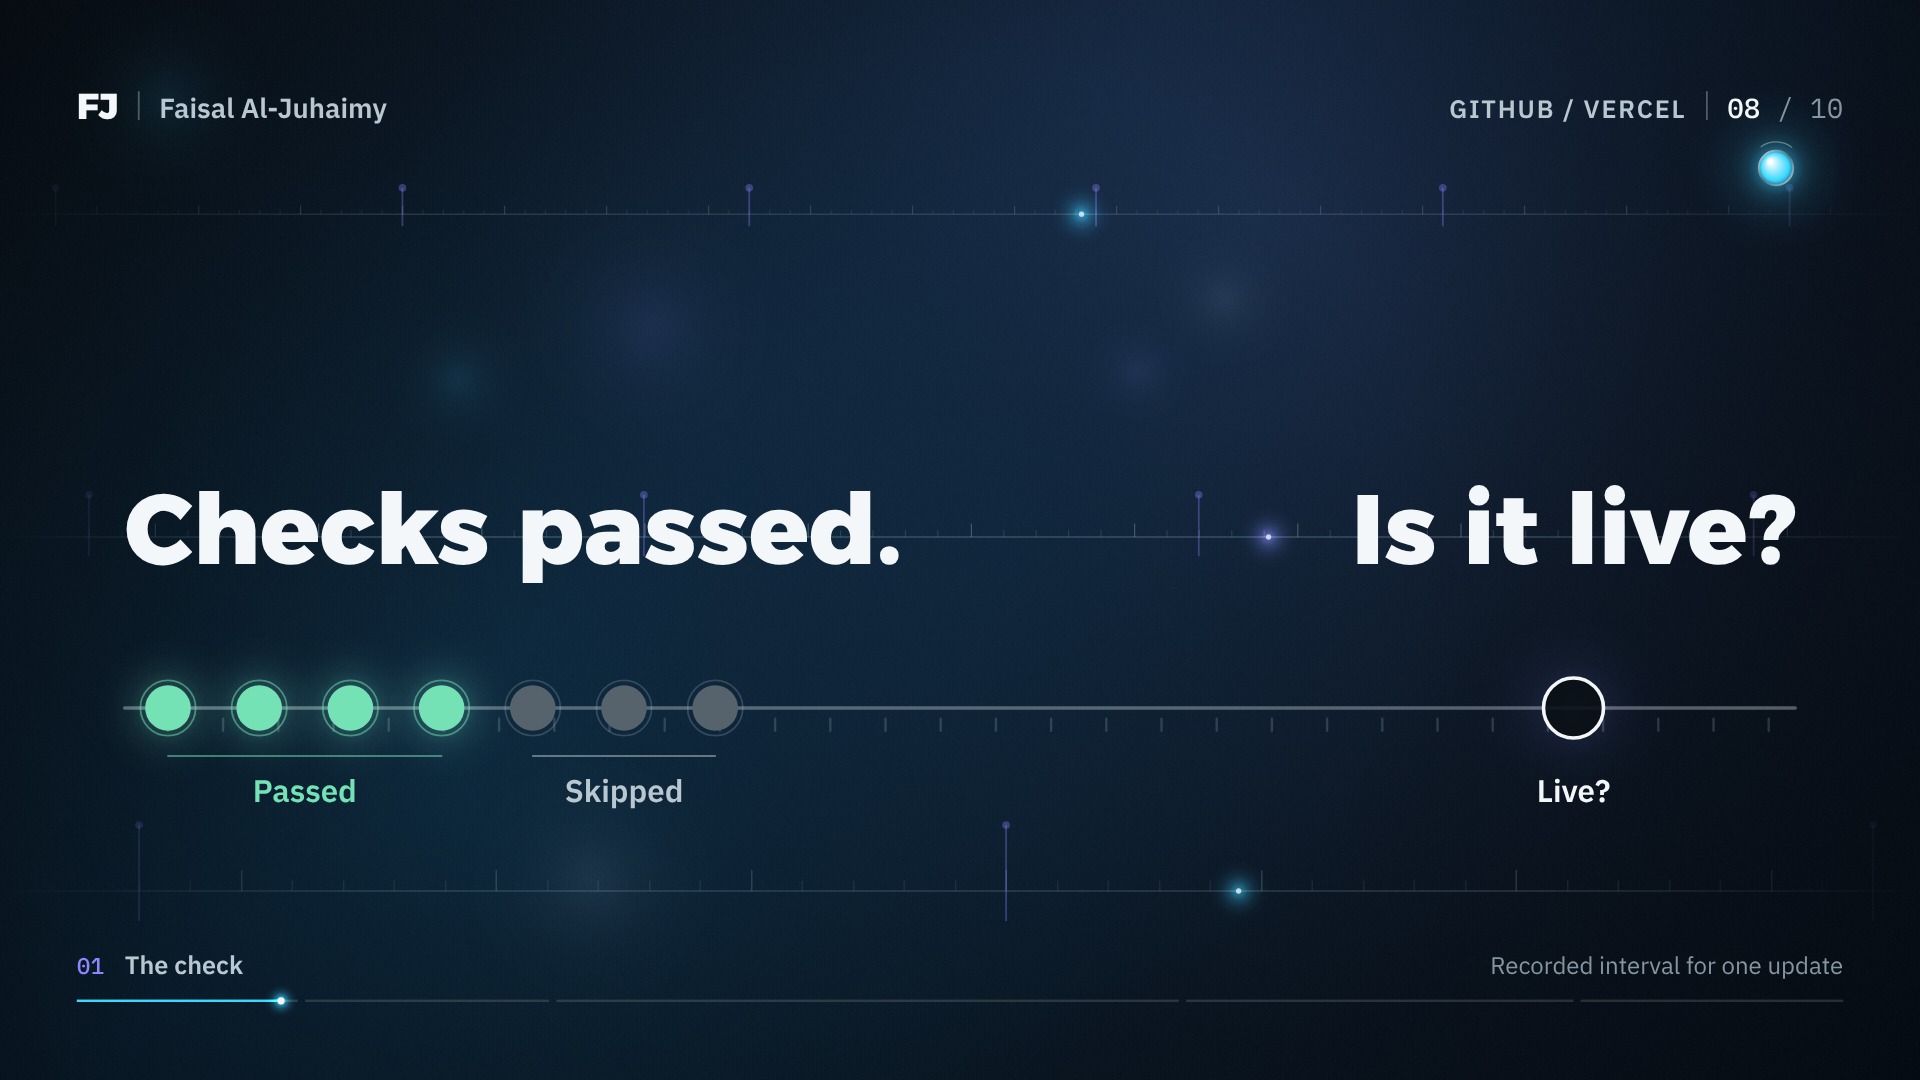 FJ | Faisal Al-Juhaimy
GITHUB / VERCEL | 08 / 10
Checks passed.
Is it live?
Passed
Skipped
Live?
01 The check
Recorded interval for one update